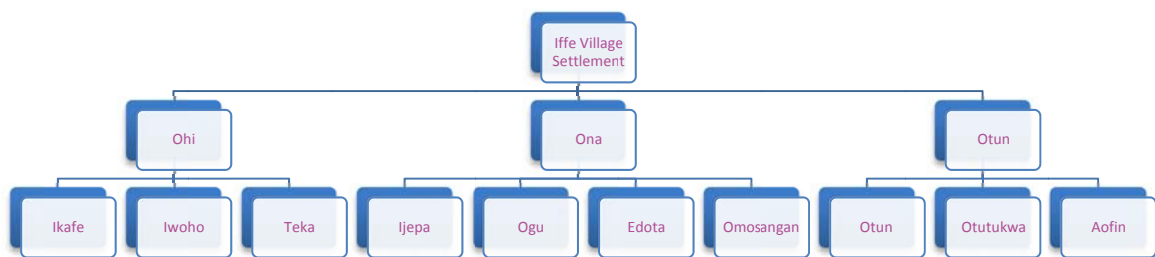 Iffe Village
Settlement
Ohi
Ona
Otun
Ikafe
Iwoho
Teka
Ijepa
Ogu
Edota
Omosangan
Otun
Otutukwa
Aofin